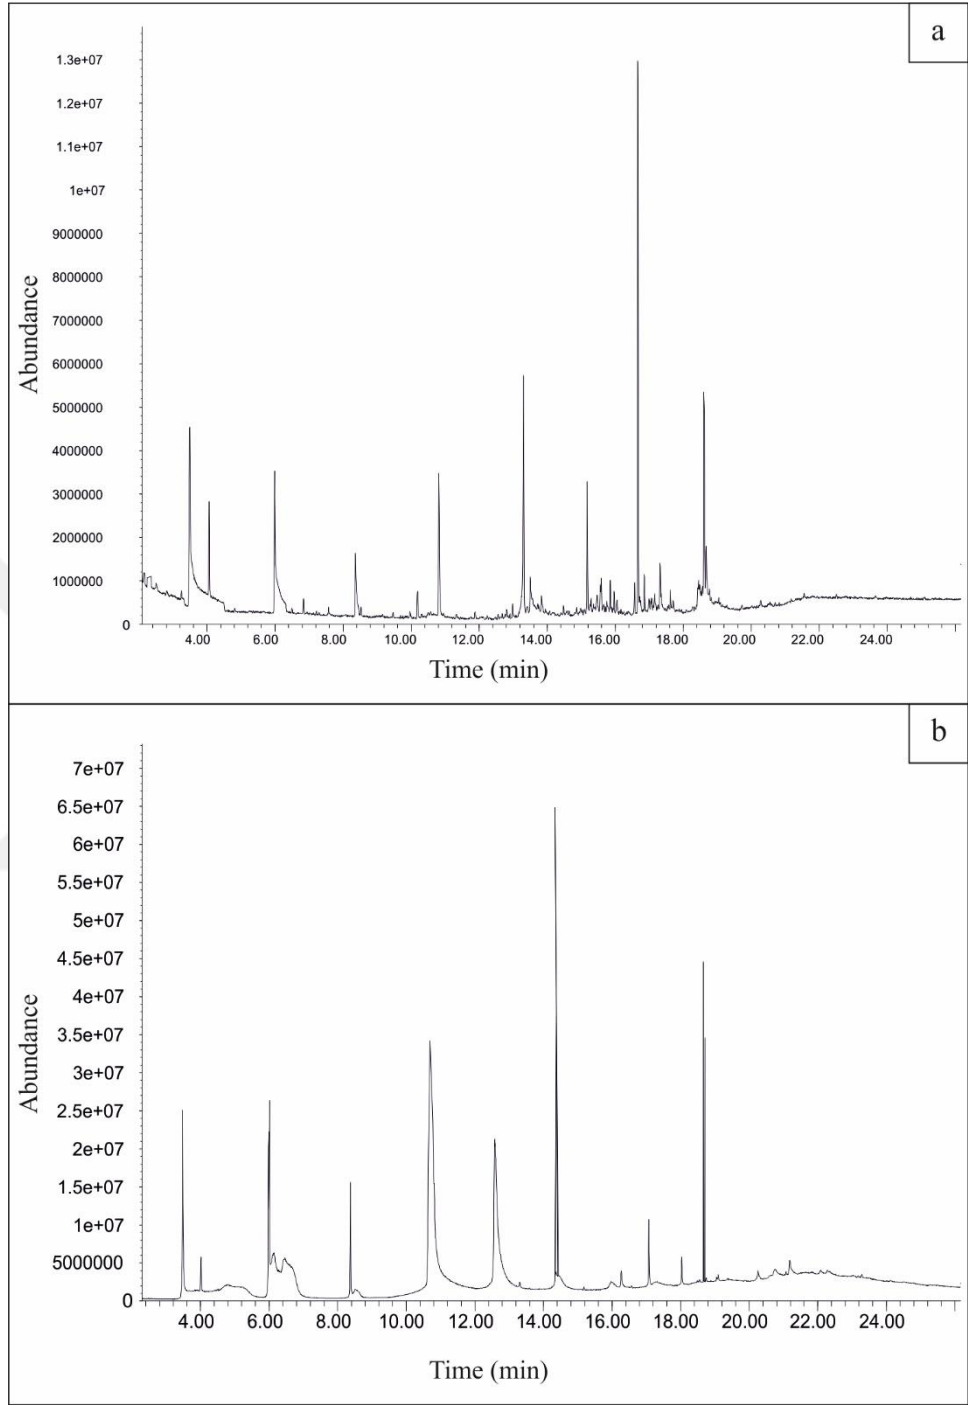 a
1.3e+07
1.2e+07
1.1e+07
1e+07
9000000
8000000
7000000
6000000
5000000
4000000
3000000
2000000
1000000
0
Abundance
4.00 6.00 8.00 10.00 12.00 14.00 16.00 18.00 20.00 22.00 24.00
Time (min)
b
7e+07
6.5e+07
6e+07
5.5e+07
5e+07
4.5e+07
4e+07
3.5e+07
3e+07
2.5e+07
2e+07
1.5e+07
1e+07
5000000
0
Abundance
4.00 6.00 8.00 10.00 12.00 14.00 16.00 18.00 20.00 22.00 24.00
Time (min)